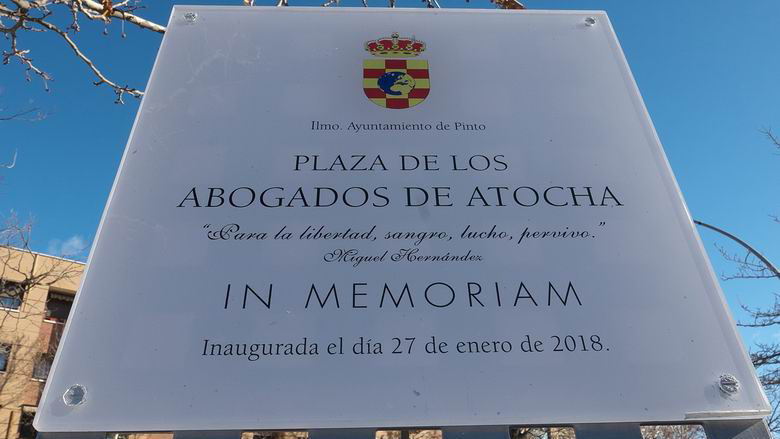 Ilmo. Ayuntamiento de Pinto
PLAZA DE LOS
ABOGADOS DE ATOCHA
“Para la libertad, sangro, lucho, pervivo.”
Miguel Hernández
IN MEMORIAM
Inaugurada el día 27 de enero de 2018.